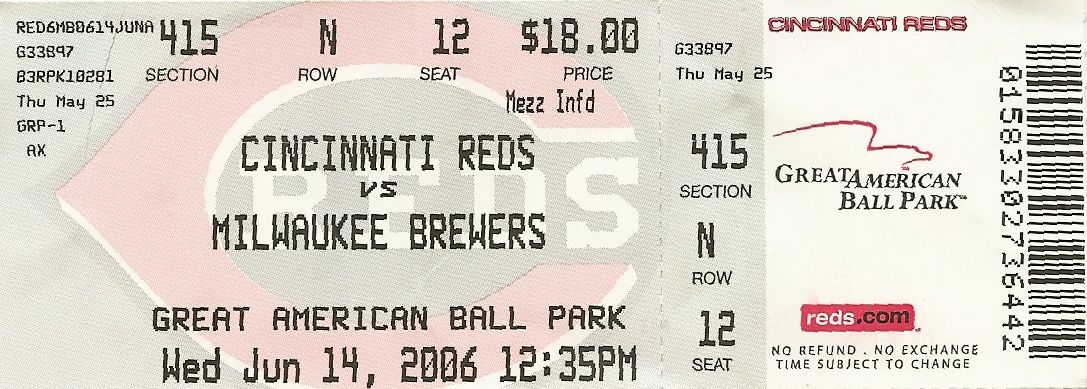 RED6MB0614JUNA
G33897
B3RPK10281
Thu May 25
GRP-1
AX
415 N 12 $18.00
SECTION ROW SEAT PRICE
Mezz Infd
CINCINNATI REDS
vs
MILWAUKEE BREWERS
GREAT AMERICAN BALL PARK
Wed Jun 14, 2006 12:35PM
REDS
G33897
Thu May 25
415
SECTION
N
ROW
12
SEAT
CINCINNATI REDS
GREAT AMERICAN
BALL PARK™
reds.com
NO REFUND . NO EXCHANGE
TIME SUBJECT TO CHANGE
01583302736442